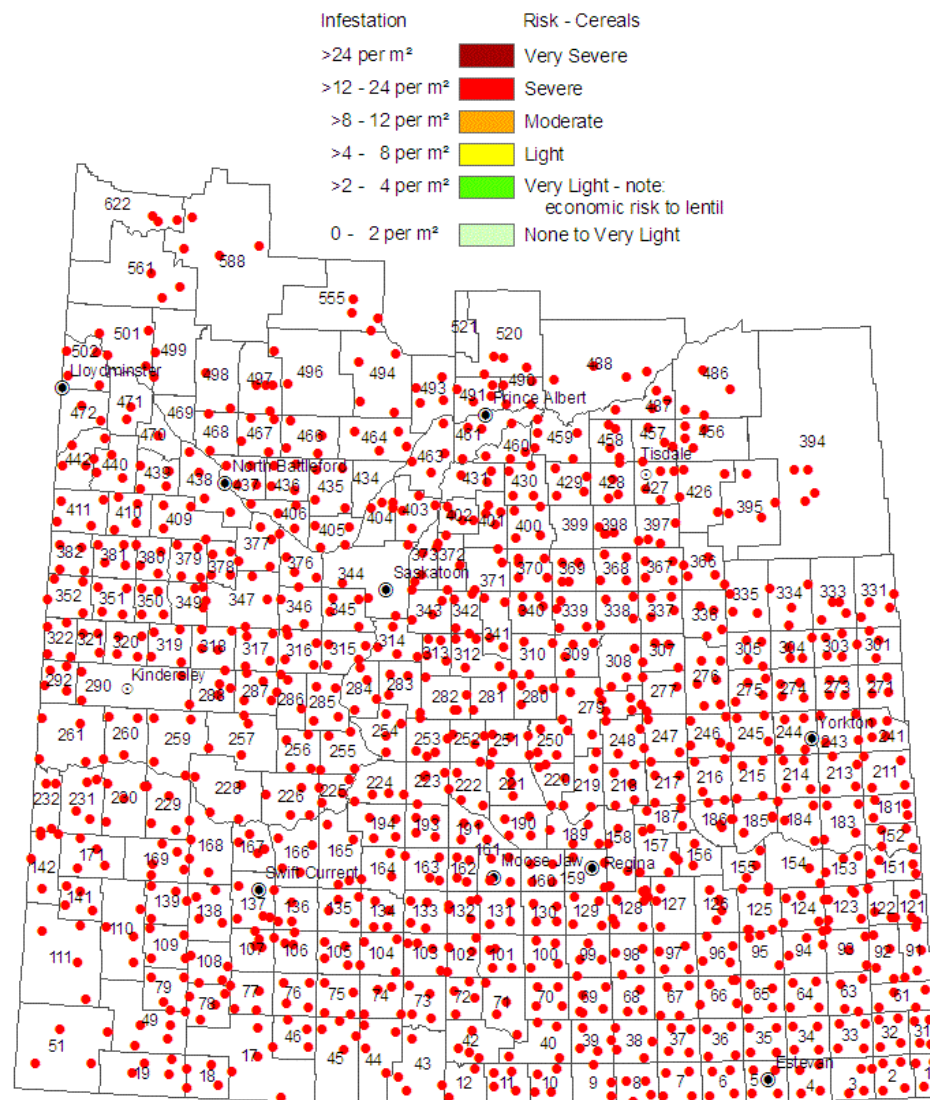 Infestation Risk - Cereals
>24 per m² Very Severe
>12 - 24 per m² Severe
>8 - 12 per m² Moderate
>4 - 8 per m² Light
>2 - 4 per m² Very Light - note:
economic risk to lentil
0 - 2 per m² None to Very Light
622
561 588
555
521 520
501
502 499
Lloydminster
498 497 496 494 493 490 488 486
491 Prince Albert 487
472 471 469
470 468 467 466 464 461 460 459 458 457 456 394
463 Tisdale
442 440 439 438 North Battleford
437 436 435 434 431 430 429 428 427 426
411 410 409 406 405 404 403 402 401 400 399 398 397 395
382 381 380 379 378 377 376 373 372 370 369 368 367 366
344 Saskatoon 371
352 351 350 349 347 346 345 343 342 340 339 338 337 336 335 334 333 331
322 321 320 319 318 317 316 315 314 313 312 341 310 309 308 307 305 304 303 301
292 290 Kindersley 288 287 286 285 284 283 282 281 280 279 277 276 275 274 273 271
261 260 259 257 256 255 254 253 252 251 250 248 247 246 245 244 Yorkton
243 241
232 231 230 229 228 226 225 224 223 222 221 220 219 218 217 216 215 214 213 211
194 193 191 190 189 158 187 186 185 184 183 181
142 171 169 168 167 166 165 164 163 162 161 Moose Jaw 160 159 Regina 157 156 155 154 153 152 151
Swift Current
141 139 138 137 136 135 134 133 132 131 130 129 128 127 126 125 124 123 122 121
111 110 109 108 107 106 105 104 103 102 101 100 99 98 97 96 95 94 93 92 91
79 78 77 76 75 74 73 72 71 70 69 68 67 66 65 64 63 61
51 49 46 45 44 43 42 40 39 38 37 36 35 34 33 32 31
19 18 17 12 11 10 9 8 7 6 5 Estevan
4 3 2 1